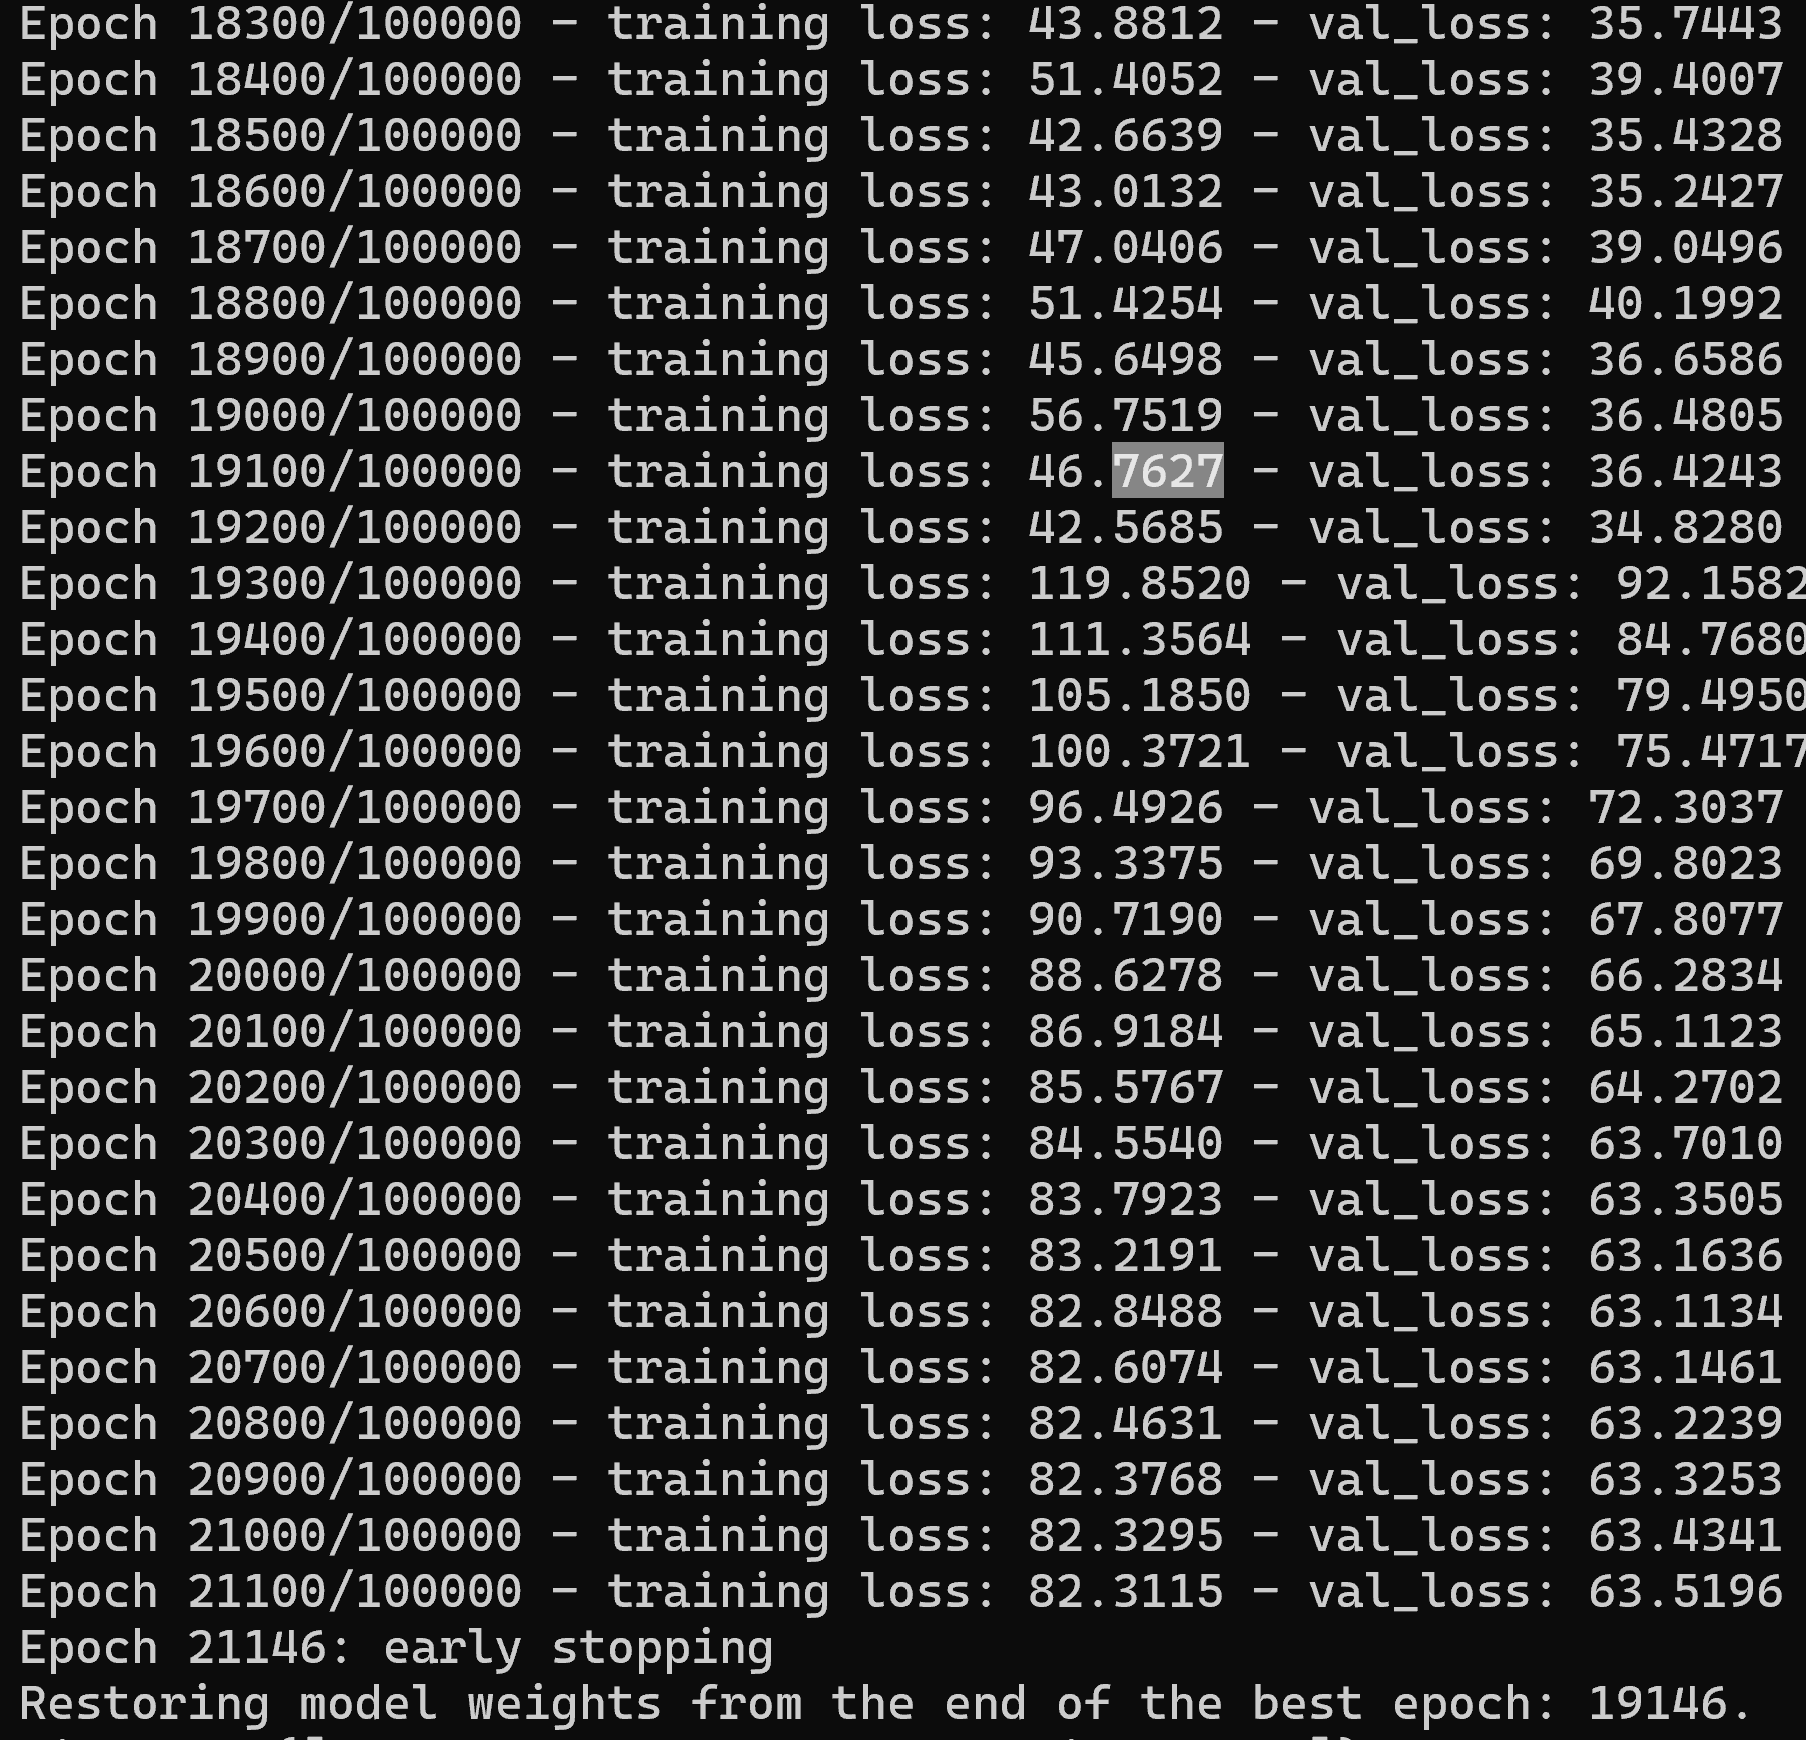 Epoch 18300/100000 - training loss: 43.8812 - val_loss: 35.7443
Epoch 18400/100000 - training loss: 51.4052 - val_loss: 39.4007
Epoch 18500/100000 - training loss: 42.6639 - val_loss: 35.4328
Epoch 18600/100000 - training loss: 43.0132 - val_loss: 35.2427
Epoch 18700/100000 - training loss: 47.0406 - val_loss: 39.0496
Epoch 18800/100000 - training loss: 51.4254 - val_loss: 40.1992
Epoch 18900/100000 - training loss: 45.6498 - val_loss: 36.6586
Epoch 19000/100000 - training loss: 56.7519 - val_loss: 36.4805
Epoch 19100/100000 - training loss: 46.7627 - val_loss: 36.4243
Epoch 19200/100000 - training loss: 42.5685 - val_loss: 34.8280
Epoch 19300/100000 - training loss: 119.8520 - val_loss: 92.1582
Epoch 19400/100000 - training loss: 111.3564 - val_loss: 84.7680
Epoch 19500/100000 - training loss: 105.1850 - val_loss: 79.4950
Epoch 19600/100000 - training loss: 100.3721 - val_loss: 75.4717
Epoch 19700/100000 - training loss: 96.4926 - val_loss: 72.3037
Epoch 19800/100000 - training loss: 93.3375 - val_loss: 69.8023
Epoch 19900/100000 - training loss: 90.7190 - val_loss: 67.8077
Epoch 20000/100000 - training loss: 88.6278 - val_loss: 66.2834
Epoch 20100/100000 - training loss: 86.9184 - val_loss: 65.1123
Epoch 20200/100000 - training loss: 85.5767 - val_loss: 64.2702
Epoch 20300/100000 - training loss: 84.5540 - val_loss: 63.7010
Epoch 20400/100000 - training loss: 83.7923 - val_loss: 63.3505
Epoch 20500/100000 - training loss: 83.2191 - val_loss: 63.1636
Epoch 20600/100000 - training loss: 82.8488 - val_loss: 63.1134
Epoch 20700/100000 - training loss: 82.6074 - val_loss: 63.1461
Epoch 20800/100000 - training loss: 82.4631 - val_loss: 63.2239
Epoch 20900/100000 - training loss: 82.3768 - val_loss: 63.3253
Epoch 21000/100000 - training loss: 82.3295 - val_loss: 63.4341
Epoch 21100/100000 - training loss: 82.3115 - val_loss: 63.5196
Epoch 21146: early stopping
Restoring model weights from the end of the best epoch: 19146.